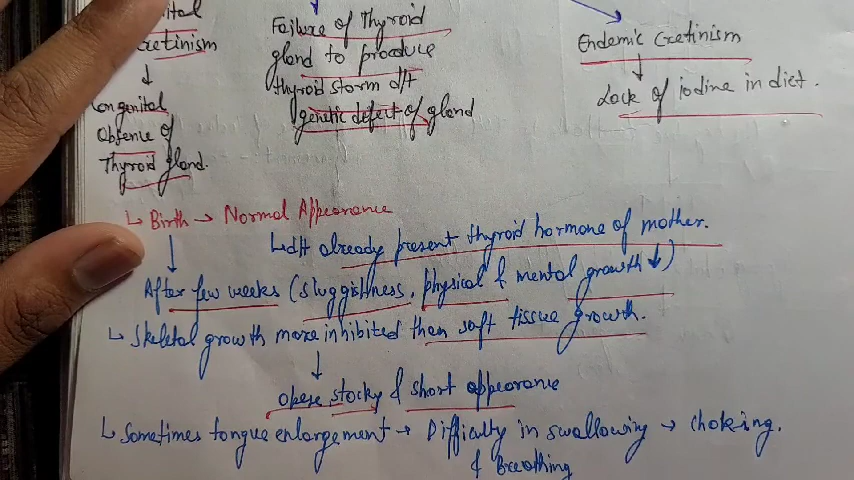 Cretinism
Congenital
Absence of
Thyroid gland.
Failure of Thyroid
gland to produce
thyroid storm d/t
genetic defect of gland
Endemic Cretinism
Lack of iodine in diet.
Birth → Normal Appearance
d/t already present thyroid hormone of mother.
After few weeks (sluggishness, physical & mental growth ↓)
Skeletal growth more inhibited than soft tissue growth.
obese stocky & short appearance
Sometimes tongue enlargement → Difficulty in swallowing → choking.
& Breathing